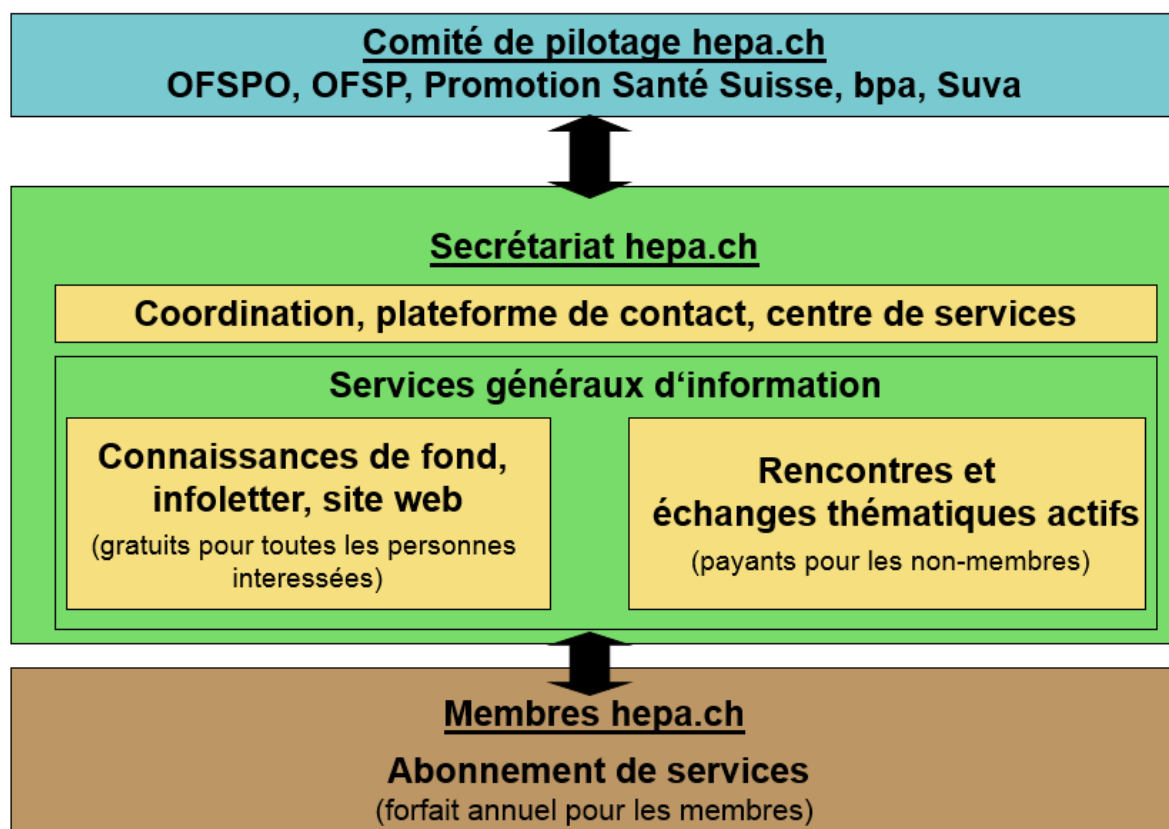 Comité de pilotage hepa.ch
OFSPO, OFSP, Promotion Santé Suisse, bpa, Suva
Secrétariat hepa.ch
Coordination, plateforme de contact, centre de services
Services généraux d‘information
Connaissances de fond,
infoletter, site web
(gratuits pour toutes les personnes
interessées)
Rencontres et
échanges thématiques actifs
(payants pour les non-membres)
Membres hepa.ch
Abonnement de services
(forfait annuel pour les membres)